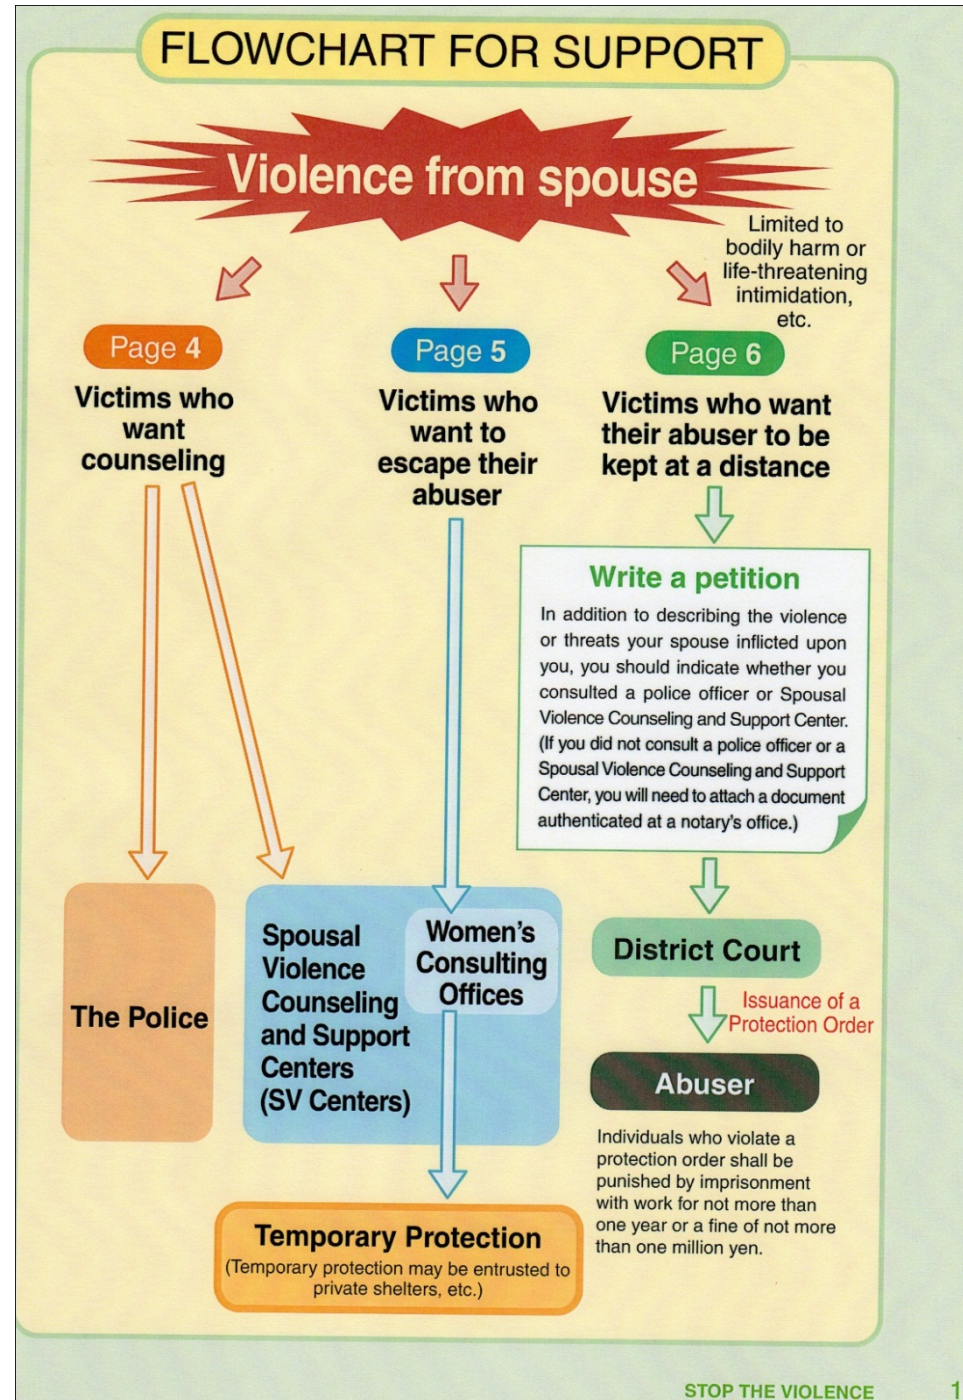 FLOWCHART FOR SUPPORT
Violence from spouse
Limited to
bodily harm or
life-threatening
intimidation,
etc.
Page 4
Victims who
want
counseling
Page 5
Victims who
want to
escape their
abuser
Page 6
Victims who want
their abuser to be
kept at a distance
Write a petition
In addition to describing the violence
or threats your spouse inflicted upon
you, you should indicate whether you
consulted a police officer or Spousal
Violence Counseling and Support Center.
(If you did not consult a police officer or a
Spousal Violence Counseling and Support
Center, you will need to attach a document
authenticated at a notary's office.)
The Police
Spousal
Violence
Counseling
and Support
Centers
(SV Centers)
Women's
Consulting
Offices
District Court
Issuance of a
Protection Order
Abuser
Individuals who violate a
protection order shall be
punished by imprisonment
with work for not more than
one year or a fine of not more
than one million yen.
Temporary Protection
(Temporary protection may be entrusted to
private shelters, etc.)
STOP THE VIOLENCE 1